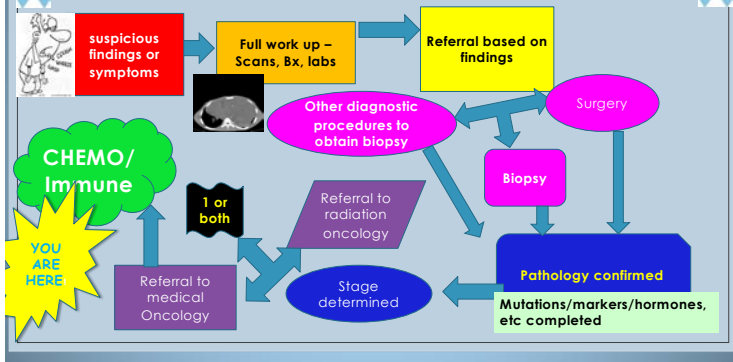 suspicious
findings or
symptoms
Full work up –
Scans, Bx, labs
Referral based on
findings
Other diagnostic
procedures to
obtain biopsy
Surgery
CHEMO/
Immune
Biopsy
1 or
both
Referral to
radiation
oncology
YOU
ARE
HERE!
Referral to
medical
Oncology
Stage
determined
Pathology confirmed
Mutations/markers/hormones,
etc completed